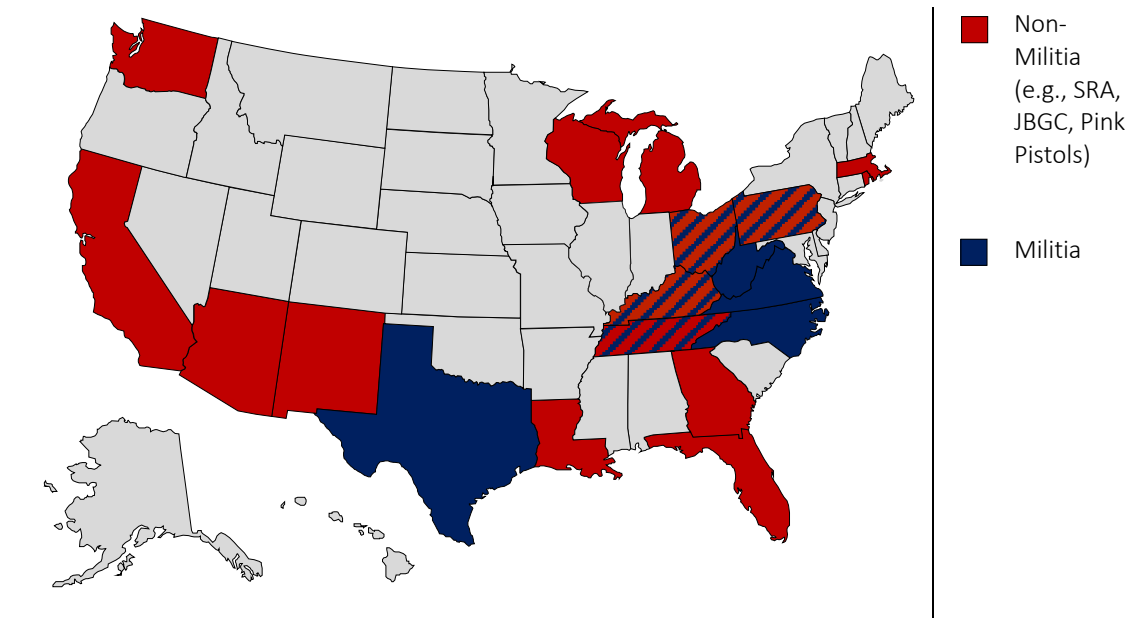 Non-
Militia
(e.g., SRA,
JBGC, Pink
Pistols)
Militia